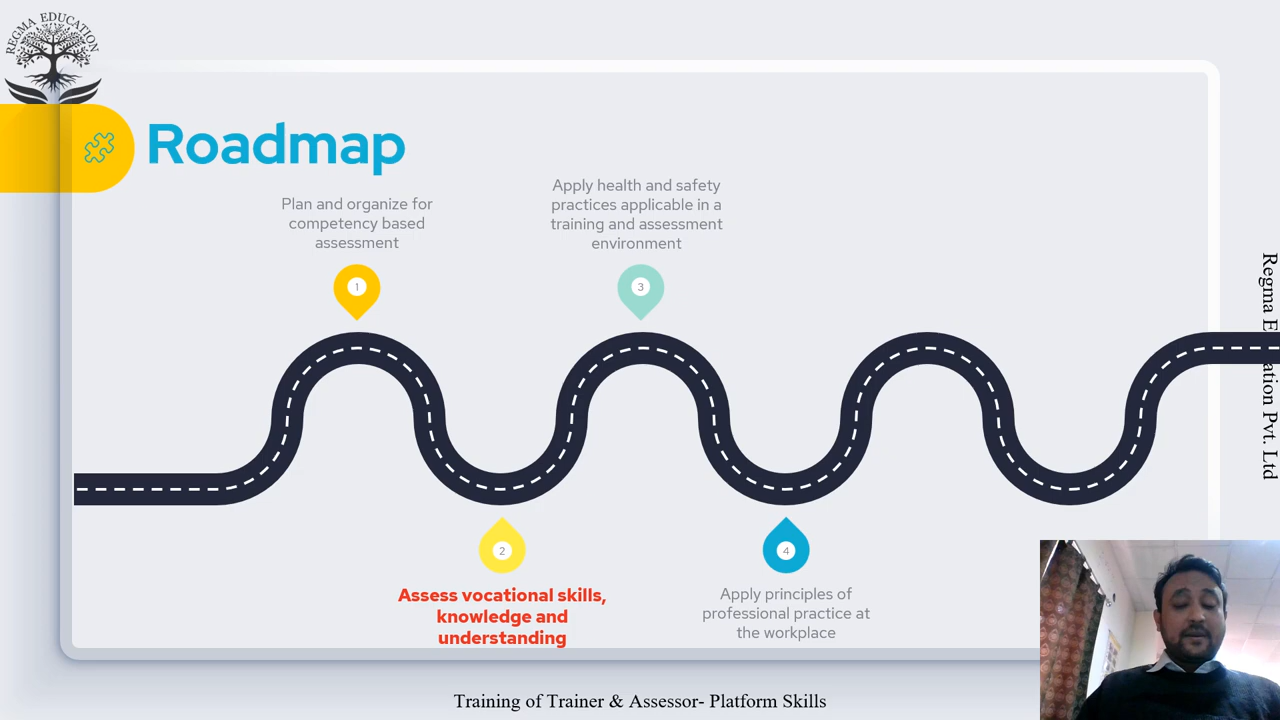 REGMA EDUCATION
Roadmap
Plan and organize for
competency based
assessment
1
Apply health and safety
practices applicable in a
training and assessment
environment
3
2
Assess vocational skills,
knowledge and
understanding
4
Apply principles of
professional practice at
the workplace
Regma E ation Pvt. Ltd
Training of Trainer & Assessor- Platform Skills